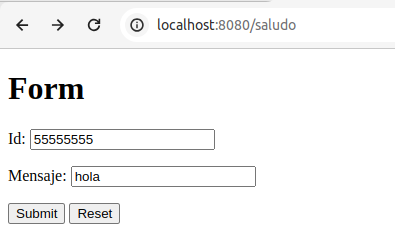 localhost:8080/saludo
Form
Id: 55555555
Mensaje: hola
Submit Reset